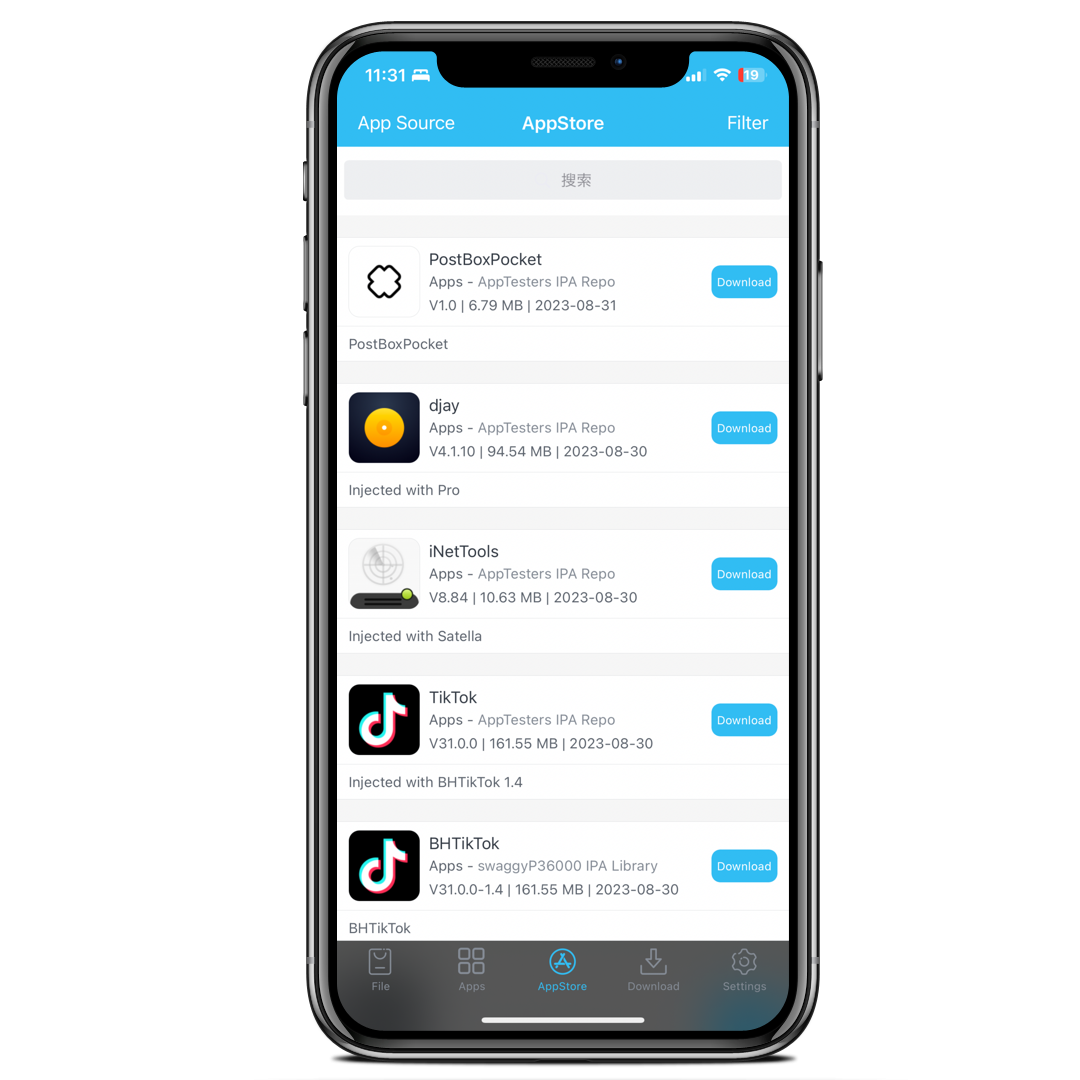 11:31
19
App Source
AppStore
Filter
搜索
PostBoxPocket
Apps - AppTesters IPA Repo
V1.0 | 6.79 MB | 2023-08-31
Download
PostBoxPocket
djay
Apps - AppTesters IPA Repo
V4.1.10 | 94.54 MB | 2023-08-30
Download
Injected with Pro
iNetTools
Apps - AppTesters IPA Repo
V8.84 | 10.63 MB | 2023-08-30
Download
Injected with Satella
TikTok
Apps - AppTesters IPA Repo
V31.0.0 | 161.55 MB | 2023-08-30
Download
Injected with BHTikTok 1.4
BHTikTok
Apps - swaggyP36000 IPA Library
V31.0.0-1.4 | 161.55 MB | 2023-08-30
Download
BHTikTok
File
Apps
AppStore
Download
Settings